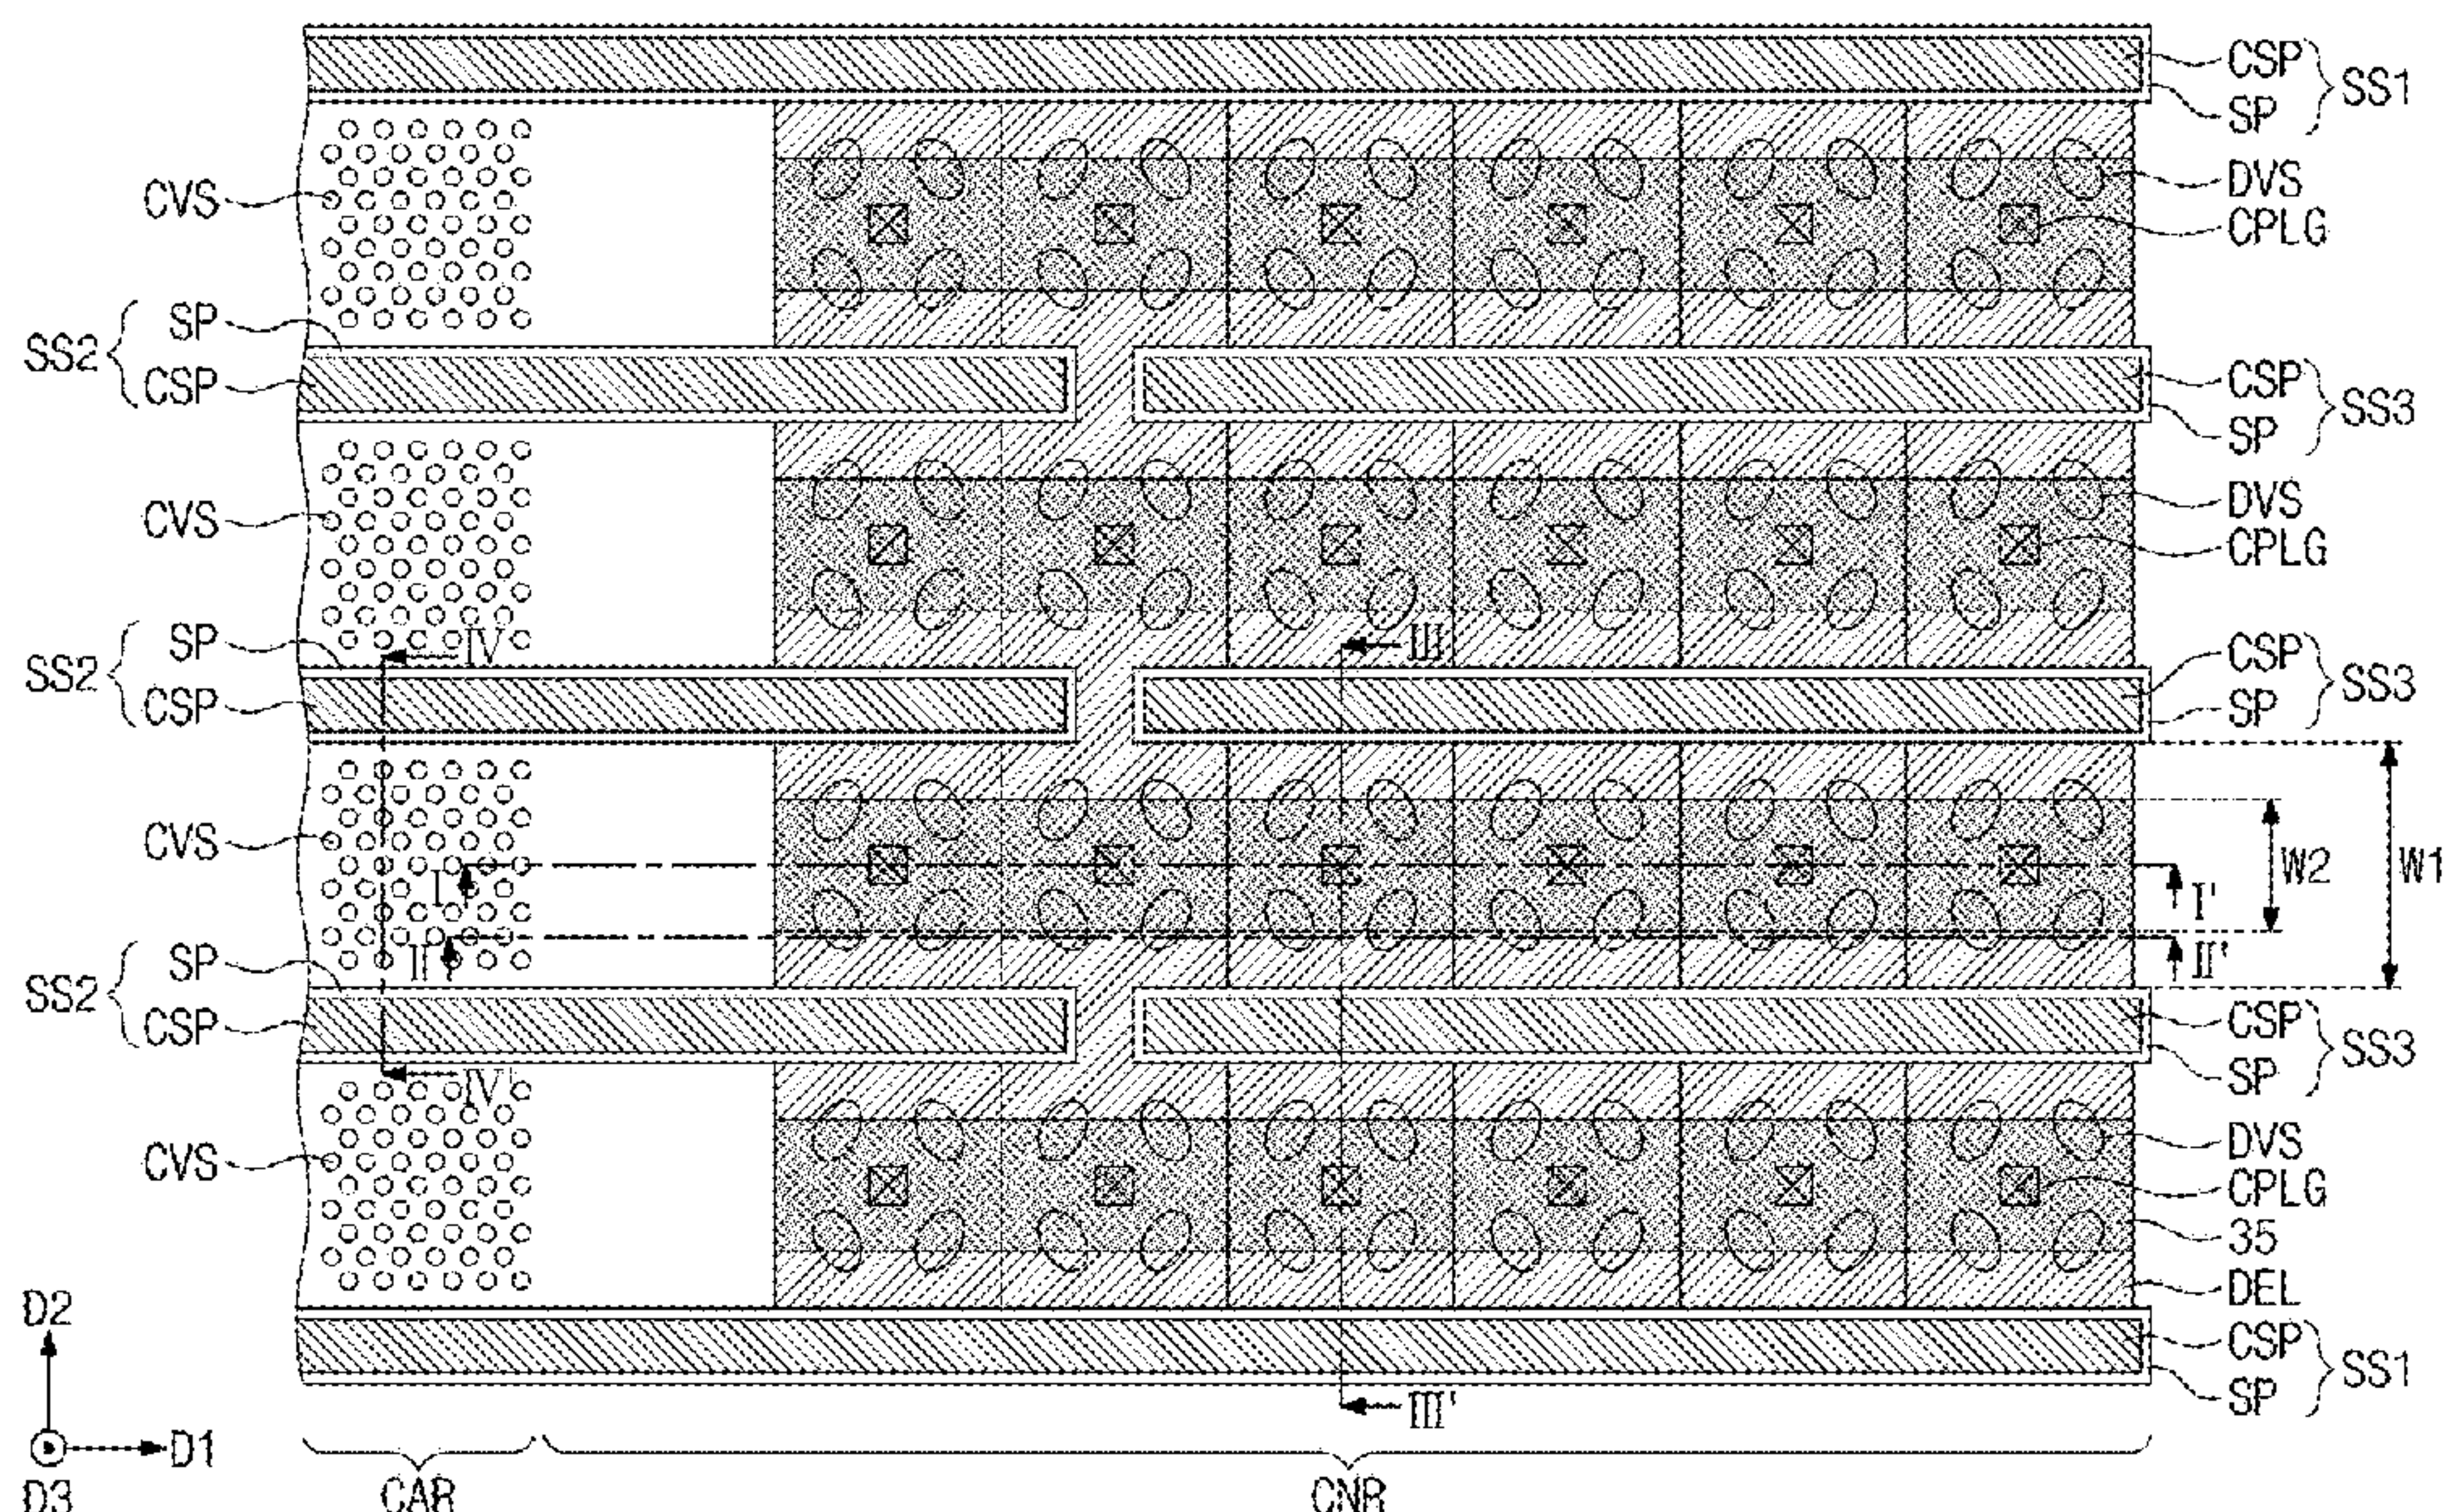 CSP
SP
SS1
CVS
DVS
CPLG
SS2
SP
CSP
CSP
SP
SS3
CVS
DVS
CPLG
SS2
SP
CSP
IV
III
CSP
SP
SS3
CVS
I
I'
II
II'
W2
W1
SS2
SP
CSP
IV'
CSP
SP
SS3
CVS
DVS
CPLG
35
DEL
CSP
SP
SS1
III'
D2
D1
D3
CAR
CNR